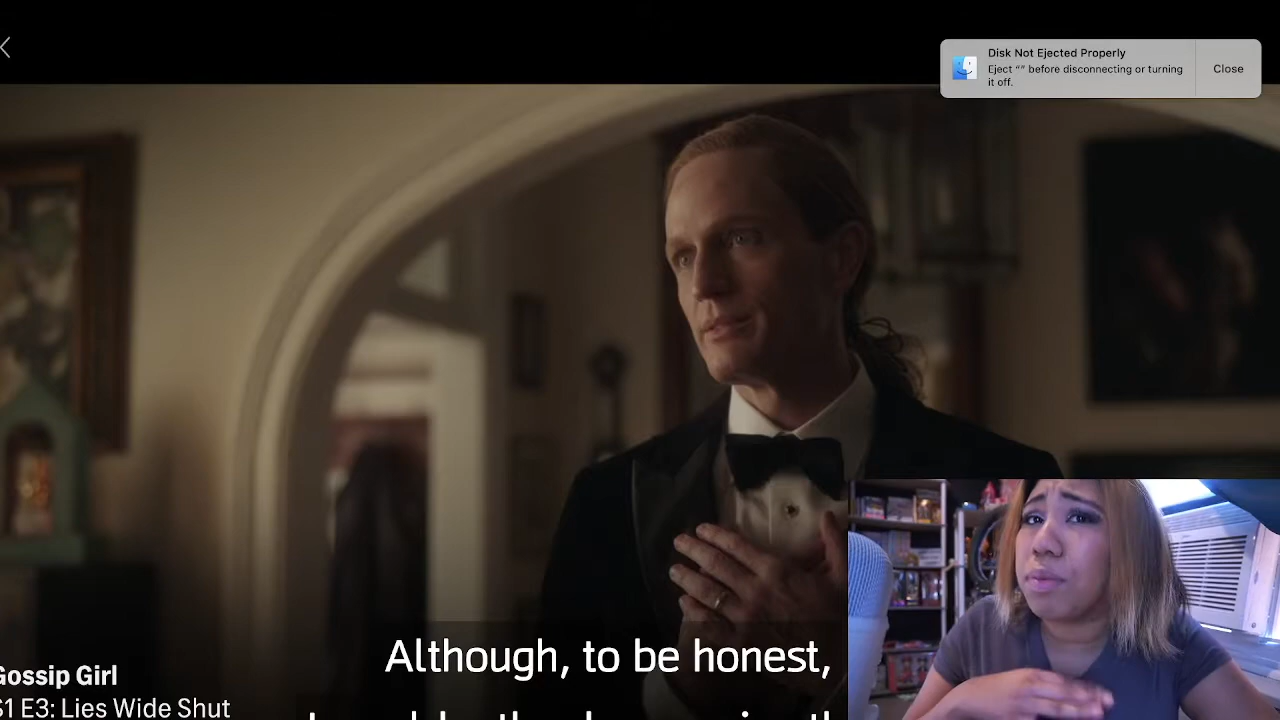 Disk Not Ejected Properly
Eject “” before disconnecting or turning
it off.
Close
Although, to be honest,
Gossip Girl
S1 E3: Lies Wide Shut